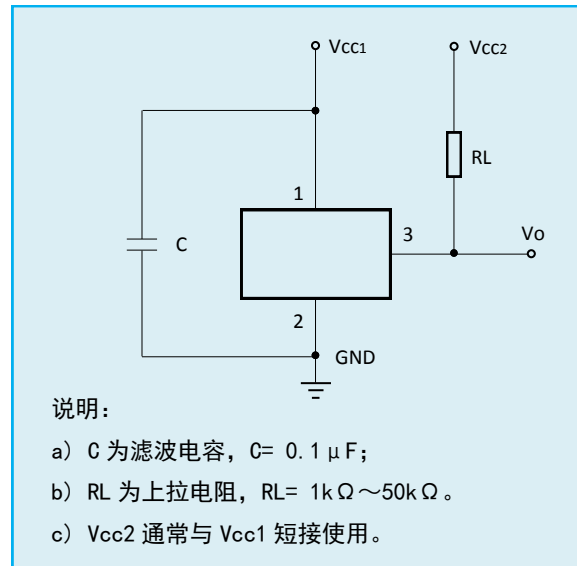 Vcc1
Vcc2
RL
1
3
Vo
C
2
GND
说明：
a) C 为滤波电容，C= 0.1μF；
b) RL 为上拉电阻，RL= 1kΩ～50kΩ。
c) Vcc2 通常与 Vcc1 短接使用。